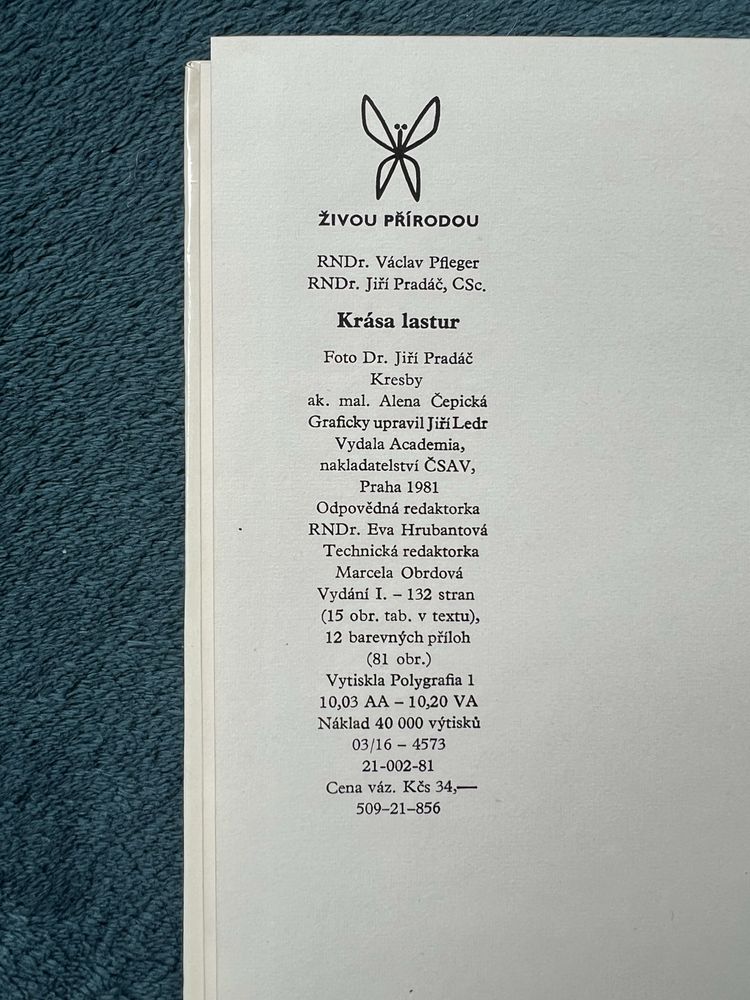 ŽIVOU PŘÍRODOU
RNDr. Václav Pfleger
RNDr. Jiří Pradáč, CSc.
Krása lastur
Foto Dr. Jiří Pradáč
Kresby
ak. mal. Alena Čepická
Graficky upravil Jiří Ledr
Vydala Academia,
nakladatelství ČSAV,
Praha 1981
Odpovědná redaktorka
RNDr. Eva Hrubantová
Technická redaktorka
Marcela Obrdová
Vydání I. – 132 stran
(15 obr. tab. v textu),
12 barevných příloh
(81 obr.)
Vytiskla Polygrafia 1
10,03 AA – 10,20 VA
Náklad 40 000 výtisků
03/16 – 4573
21-002-81
Cena váz. Kčs 34,—
509–21–856